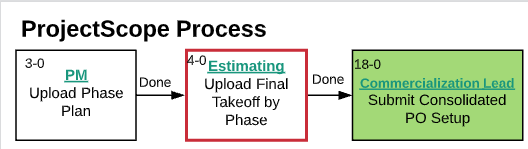 ProjectScope Process
3-0
PM
Upload Phase
Plan
Done
4-0
Estimating
Upload Final
Takeoff by
Phase
Done
18-0
Commercialization Lead
Submit Consolidated
PO Setup